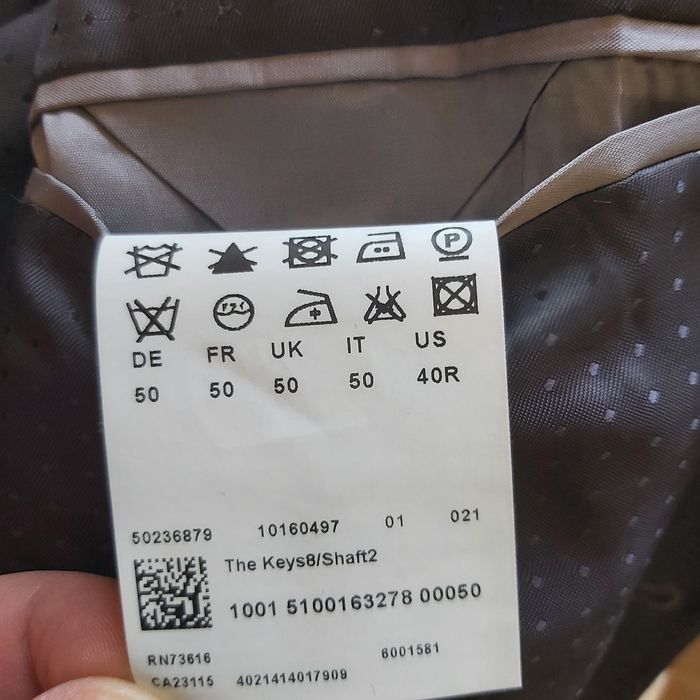 P
DE FR UK IT US
50 50 50 50 40R
50236879 10160497 01 021
The Keys8/Shaft2
1001 5100163278 00050
RN73616 6001581
CA23115 4021414017909